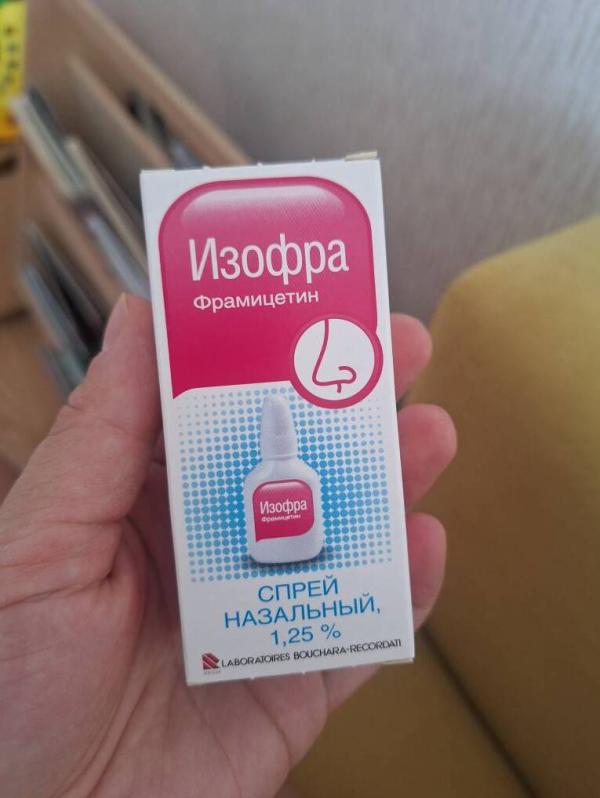 Изофра
Фрамицетин
Изофра
Фрамицетин
СПРЕЙ
НАЗАЛЬНЫЙ,
1,25 %
LABORATOIRES BOUCHARA-RECORDATI